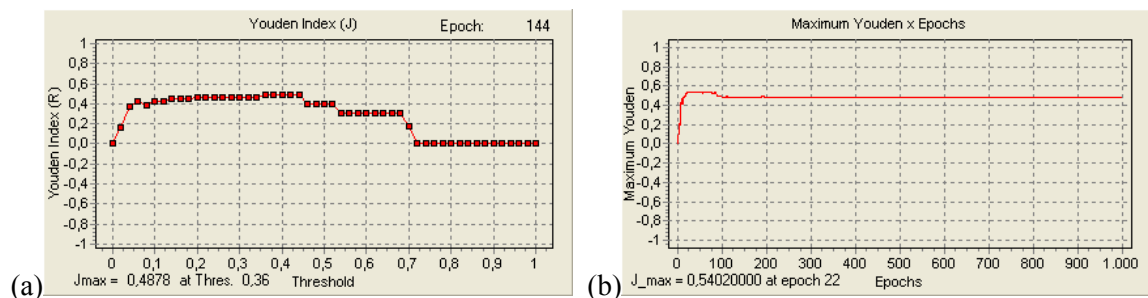 Youden Index (J)
Epoch: 144
Youden Index (R)
1
0,8
0,6
0,4
0,2
0,0
-0,2
-0,4
-0,6
-0,8
-1
0 0,1 0,2 0,3 0,4 0,5 0,6 0,7 0,8 0,9 1
Jmax = 0,4878 at Thres. 0,36
Threshold
(a)
Maximum Youden x Epochs
Maximum Youden
1
0,8
0,6
0,4
0,2
0,0
-0,2
-0,4
-0,6
-0,8
-1
0 100 200 300 400 500 600 700 800 900 1.000
J_max = 0,54020000 at epoch 22
Epochs
(b)